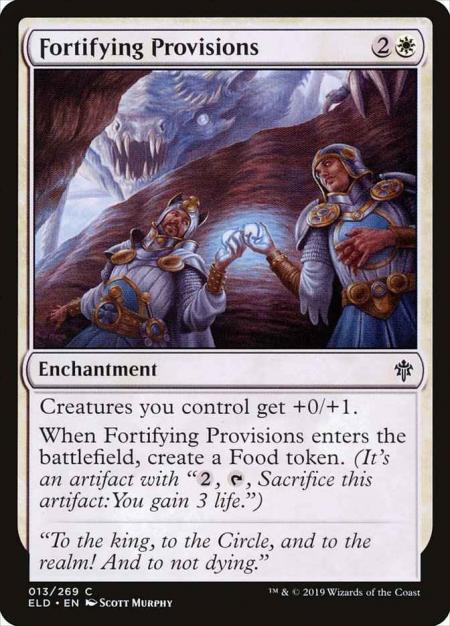 Fortifying Provisions 2
Enchantment
Creatures you control get +0/+1.
When Fortifying Provisions enters the
battlefield, create a Food token. (It's
an artifact with “2, , Sacrifice this
artifact:You gain 3 life.”)
“To the king, to the Circle, and to the
realm! And to not dying.”
013/269 C
ELD • EN Scott Murphy
™ & © 2019 Wizards of the Coast